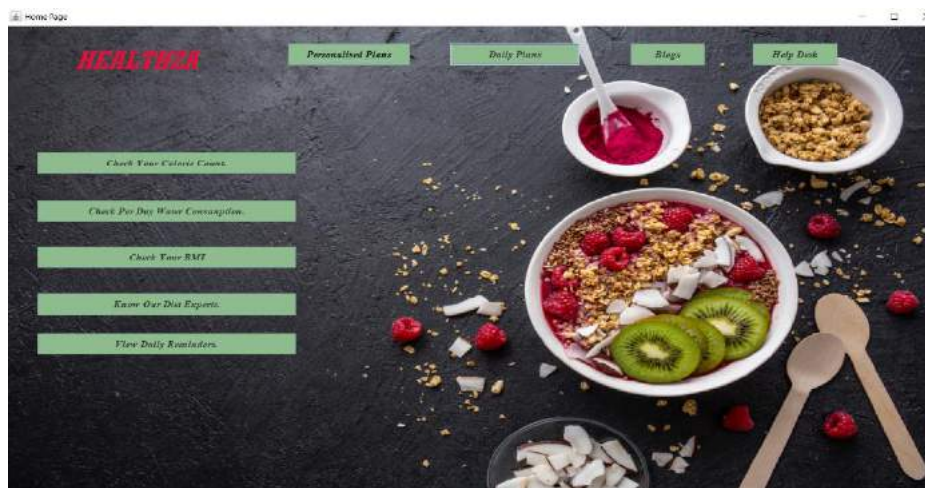 Home Page
HEALTHZA
Personalised Plans
Daily Plans
Blogs
Help Desk
Check Your Calorie Count.
Check Per Day Water Consumption.
Check Your BMI
Know Our Diet Experts.
View Daily Reminders.